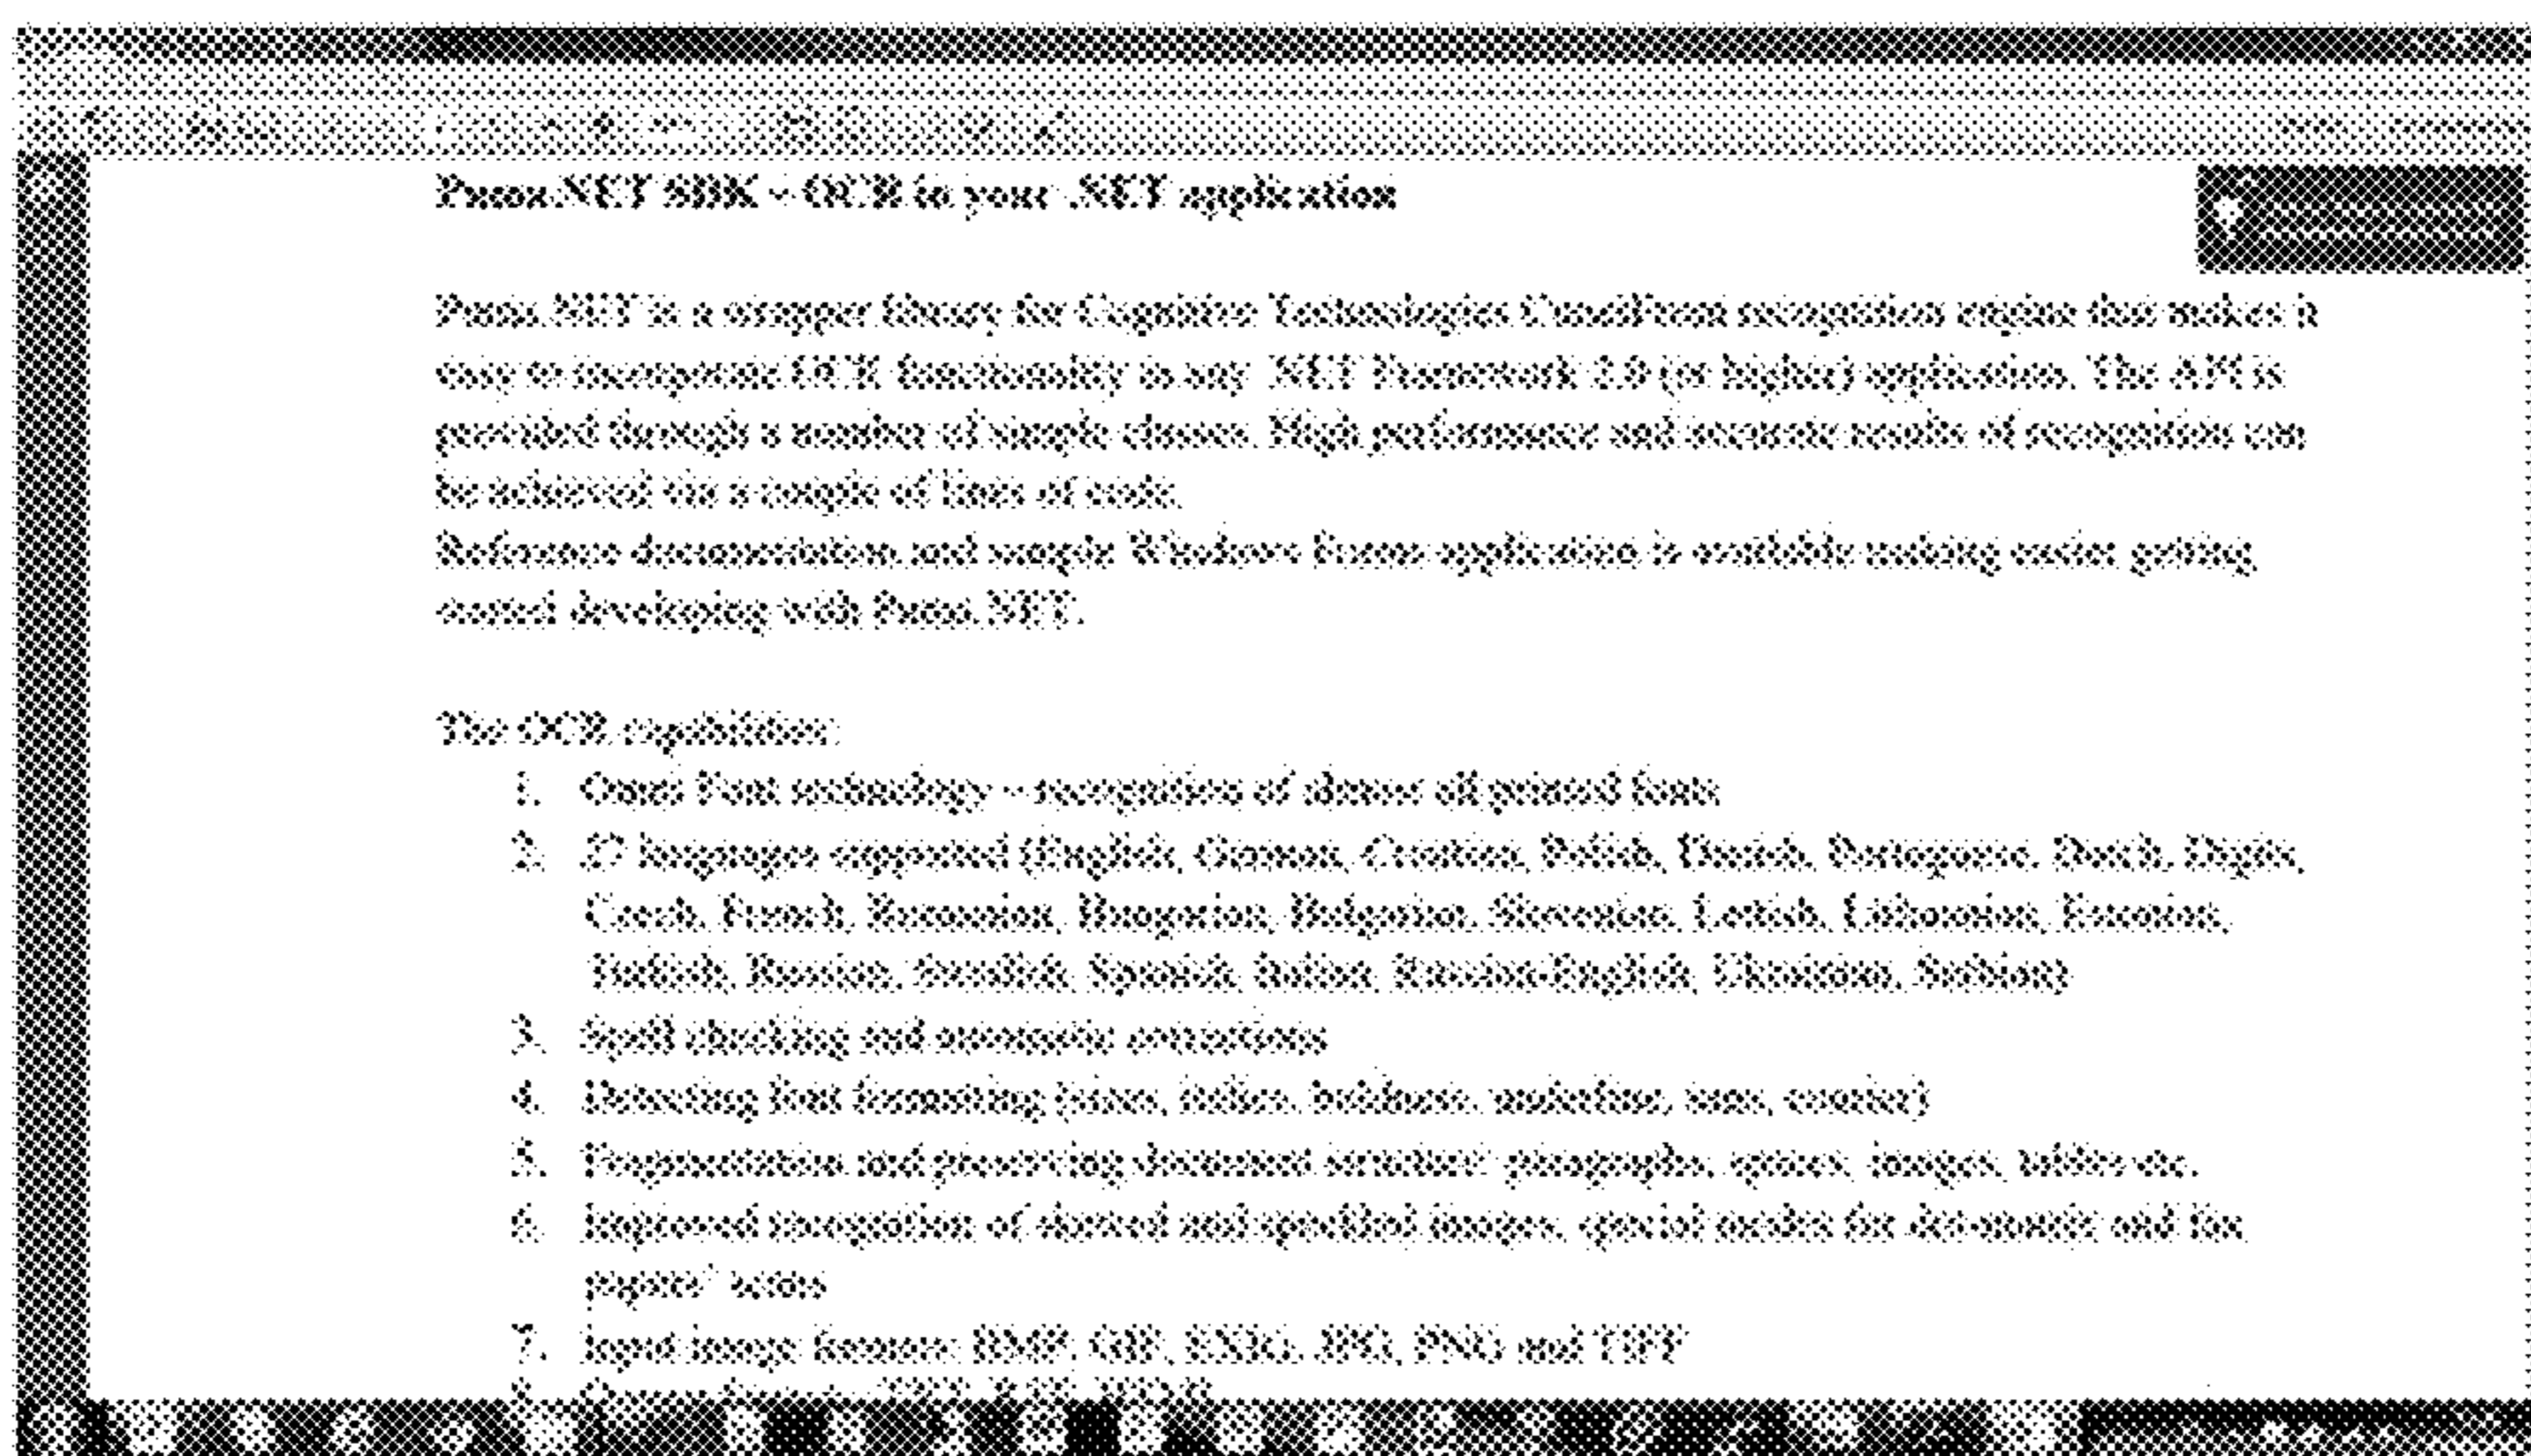 Puma.NET SDK - OCR in your .NET application
Puma.NET is a wrapper library for Cognitive Technologies CuneiForm recognition engine that makes it
easy to incorporate OCR functionality in any .NET Framework 2.0 (or higher) application. The API is
provided through a number of simple classes. High performance and accurate results of recognition can
be achieved via a couple of lines of code.
Reference documentation and sample Windows Forms application is available making easier getting
started developing with Puma.NET.
The OCR capabilities:
1. Omni Font technology – recognition of almost all printed fonts
2. 27 languages supported (English, German, Croatian, Polish, Danish, Portuguese, Dutch, Digits,
Czech, French, Romanian, Hungarian, Bulgarian, Slovenian, Lettish, Lithuanian, Estonian,
Turkish, Russian, Swedish, Spanish, Italian, Russian-English, Ukrainian, Serbian)
3. Spell checking and automatic corrections
4. Detecting font formatting (sizes, italics, boldness, underline, sans, courier)
5. Fragmentation and preserving document structure: paragraphs, spaces, images, tables etc.
6. Improved recognition of skewed and spoiled images, special modes for dot-matrix and fax
papers' scans
7. Input image formats: BMP, GIF, EXIG, JPG, PNG and TIFF